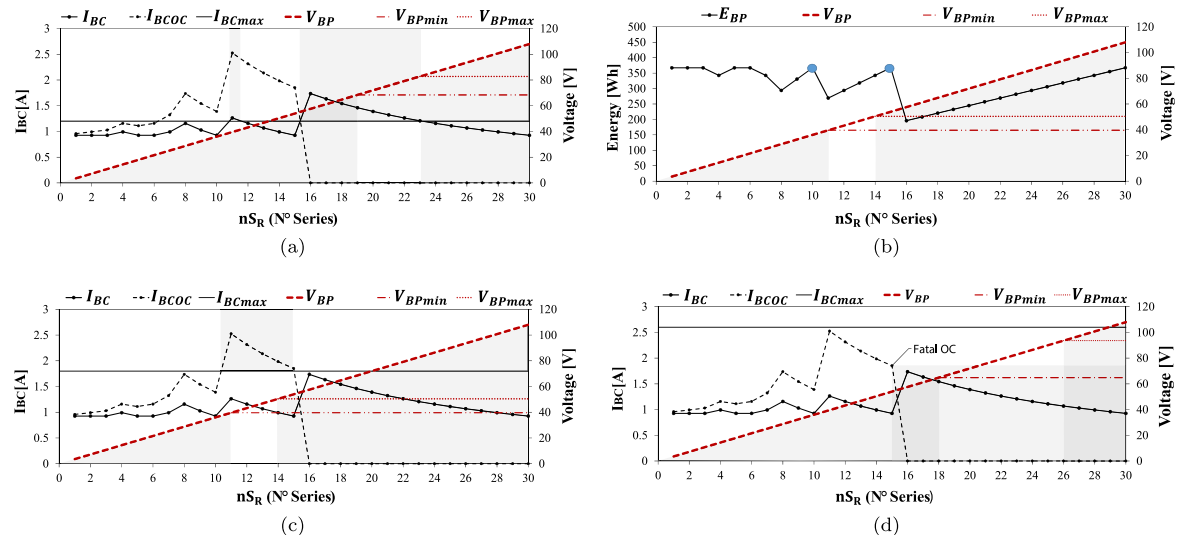 I_BC I_BCOC I_BCmax V_BP V_BPmin V_BPmax
I_BC[A]
3
2.5
2
1.5
1
0.5
0
120
100
80
60
40
20
0
Voltage [V]
0 2 4 6 8 10 12 14 16 18 20 22 24 26 28 30
nS_R (N° Series)
(a)
E_BP V_BP V_BPmin V_BPmax
Energy [Wh]
500
450
400
350
300
250
200
150
100
50
0
120
100
80
60
40
20
0
Voltage [V]
0 2 4 6 8 10 12 14 16 18 20 22 24 26 28 30
nS_R (N° Series)
(b)
I_BC I_BCOC I_BCmax V_BP V_BPmin V_BPmax
I_BC[A]
3
2.5
2
1.5
1
0.5
0
120
100
80
60
40
20
0
Voltage [V]
0 2 4 6 8 10 12 14 16 18 20 22 24 26 28 30
nS_R (N° Series)
(c)
I_BC I_BCOC I_BCmax V_BP V_BPmin V_BPmax
I_BC[A]
3
2.5
2
1.5
1
0.5
0
Fatal OC
120
100
80
60
40
20
0
Voltage [V]
0 2 4 6 8 10 12 14 16 18 20 22 24 26 28 30
nS_R (N° Series)
(d)